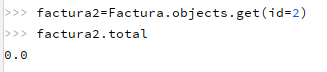 >>> factura2=Factura.objects.get(id=2)
>>> factura2.total
0.0